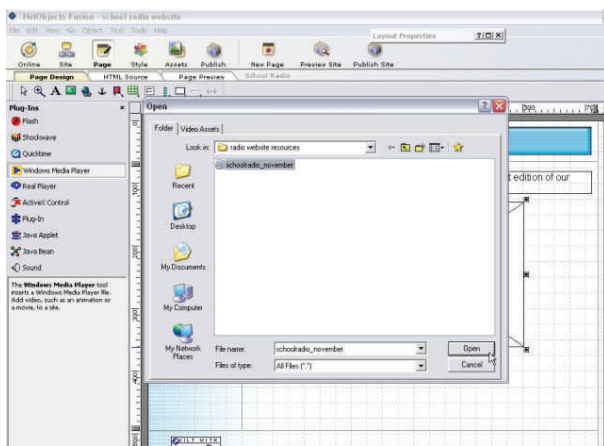 NetObjects Fusion - school radio website
File Edit View Go Object Text Tools Help
Layout Properties
Online Site Page Style Assets Publish New Page Preview Site Publish Site
Page Design HTML Source Page Preview School Radio
Plug-Ins
Flash
Shockwave
Quicktime
Windows Media Player
Real Player
ActiveX Control
Plug-In
Java Applet
Java Bean
Sound
The Windows Media Player tool
inserts a Windows Media Player file.
Add video, such as an animation or
a movie, to a site.
Open
Folder Video Assets
Look in: radio website resources
schoolradio_november
Recent
Desktop
My Documents
My Computer
My Network
Places
File name: schoolradio_november Open
Files of type: All Files (*.*) Cancel
t edition of our
BUILT WITH